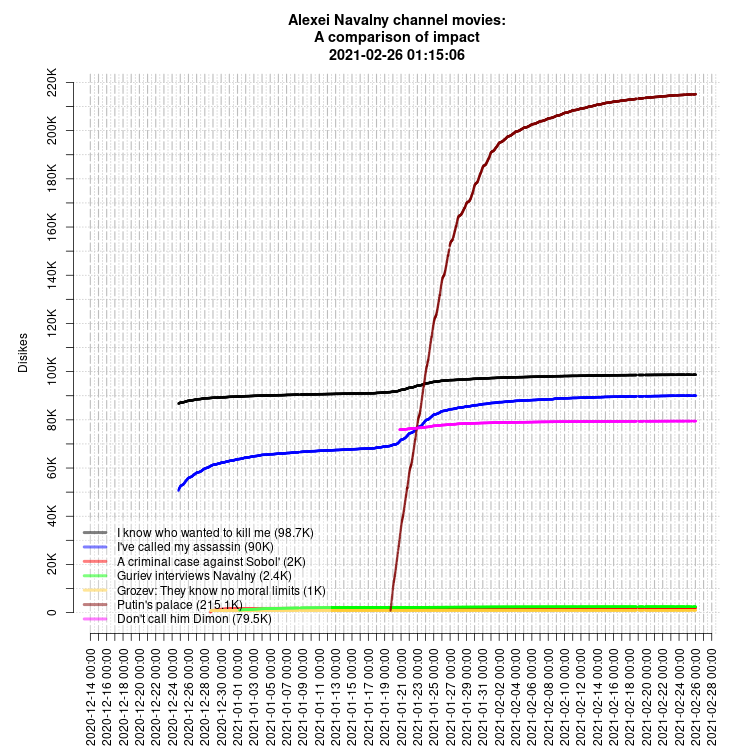 Alexei Navalny channel movies:
A comparison of impact
2021-02-26 01:15:06
Disikes
220K
200K
180K
160K
140K
120K
100K
80K
60K
40K
20K
0
I know who wanted to kill me (98.7K)
I've called my assassin (90K)
A criminal case against Sobol' (2K)
Guriev interviews Navalny (2.4K)
Grozev: They know no moral limits (1K)
Putin's palace (215.1K)
Don't call him Dimon (79.5K)
2020-12-14 00:00
2020-12-16 00:00
2020-12-18 00:00
2020-12-20 00:00
2020-12-22 00:00
2020-12-24 00:00
2020-12-26 00:00
2020-12-28 00:00
2020-12-30 00:00
2021-01-01 00:00
2021-01-03 00:00
2021-01-05 00:00
2021-01-07 00:00
2021-01-09 00:00
2021-01-11 00:00
2021-01-13 00:00
2021-01-15 00:00
2021-01-17 00:00
2021-01-19 00:00
2021-01-21 00:00
2021-01-23 00:00
2021-01-25 00:00
2021-01-27 00:00
2021-01-29 00:00
2021-01-31 00:00
2021-02-02 00:00
2021-02-04 00:00
2021-02-06 00:00
2021-02-08 00:00
2021-02-10 00:00
2021-02-12 00:00
2021-02-14 00:00
2021-02-16 00:00
2021-02-18 00:00
2021-02-20 00:00
2021-02-22 00:00
2021-02-24 00:00
2021-02-26 00:00
2021-02-28 00:00